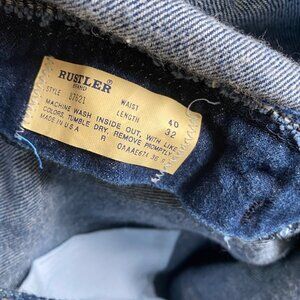 RUSTLER®
BRAND
STYLE 87021 WAIST 40
LENGTH 32
MACHINE WASH INSIDE OUT, WITH LIKE
COLORS, TUMBLE DRY. REMOVE PROMPTLY
MADE IN U.S.A. R